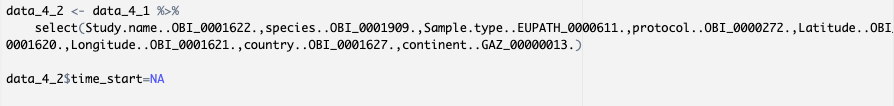 data_4_2 <- data_4_1 %>%
select(Study.name..OBI_0001622.,species..OBI_0001909.,Sample.type..EUPATH_0000611.,protocol..OBI_0000272.,Latitude..OBI_
0001620.,Longitude..OBI_0001621.,country..OBI_0001627.,continent..GAZ_00000013.)
data_4_2$time_start=NA